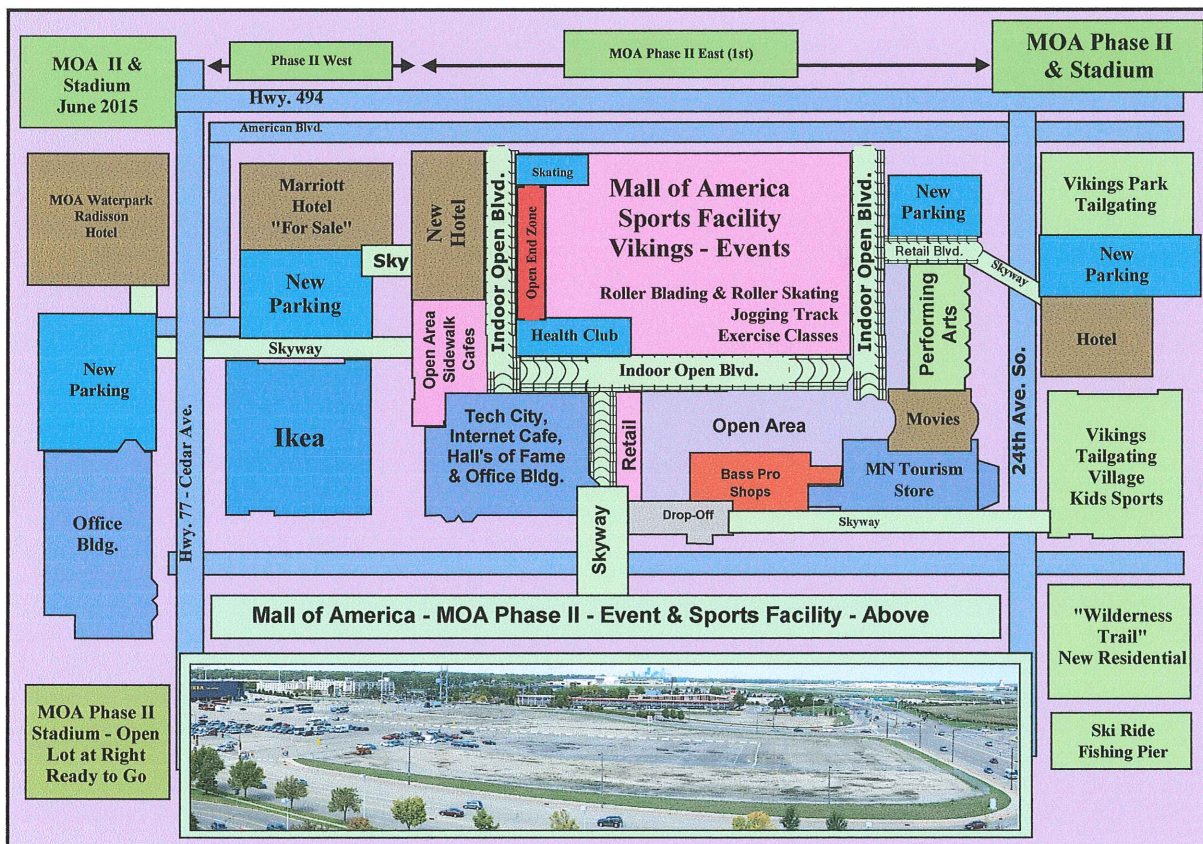 MOA II &
Stadium
June 2015
Phase II West
MOA Phase II East (1st)
MOA Phase II
& Stadium
Hwy. 494
American Blvd.
MOA Waterpark
Radisson
Hotel
Marriott
Hotel
"For Sale"
New
Hotel
Indoor Open Blvd.
Skating
Open End Zone
Health Club
Mall of America
Sports Facility
Vikings - Events
Roller Blading & Roller Skating
Jogging Track
Exercise Classes
Indoor Open Blvd.
New
Parking
Retail Blvd.
Skyway
Vikings Park
Tailgating
New
Parking
Hotel
Sky
New
Parking
Skyway
New
Parking
Open Area
Sidewalk
Cafes
Indoor Open Blvd.
Performing
Arts
Movies
24th Ave. So.
Ikea
Tech City,
Internet Cafe,
Hall's of Fame
& Office Bldg.
Retail
Open Area
Bass Pro
Shops
MN Tourism
Store
Vikings
Tailgating
Village
Kids Sports
Office
Bldg.
Hwy. 77 - Cedar Ave.
Drop-Off
Skyway
Skyway
Mall of America - MOA Phase II - Event & Sports Facility - Above
"Wilderness
Trail"
New Residential
MOA Phase II
Stadium - Open
Lot at Right
Ready to Go
Ski Ride
Fishing Pier